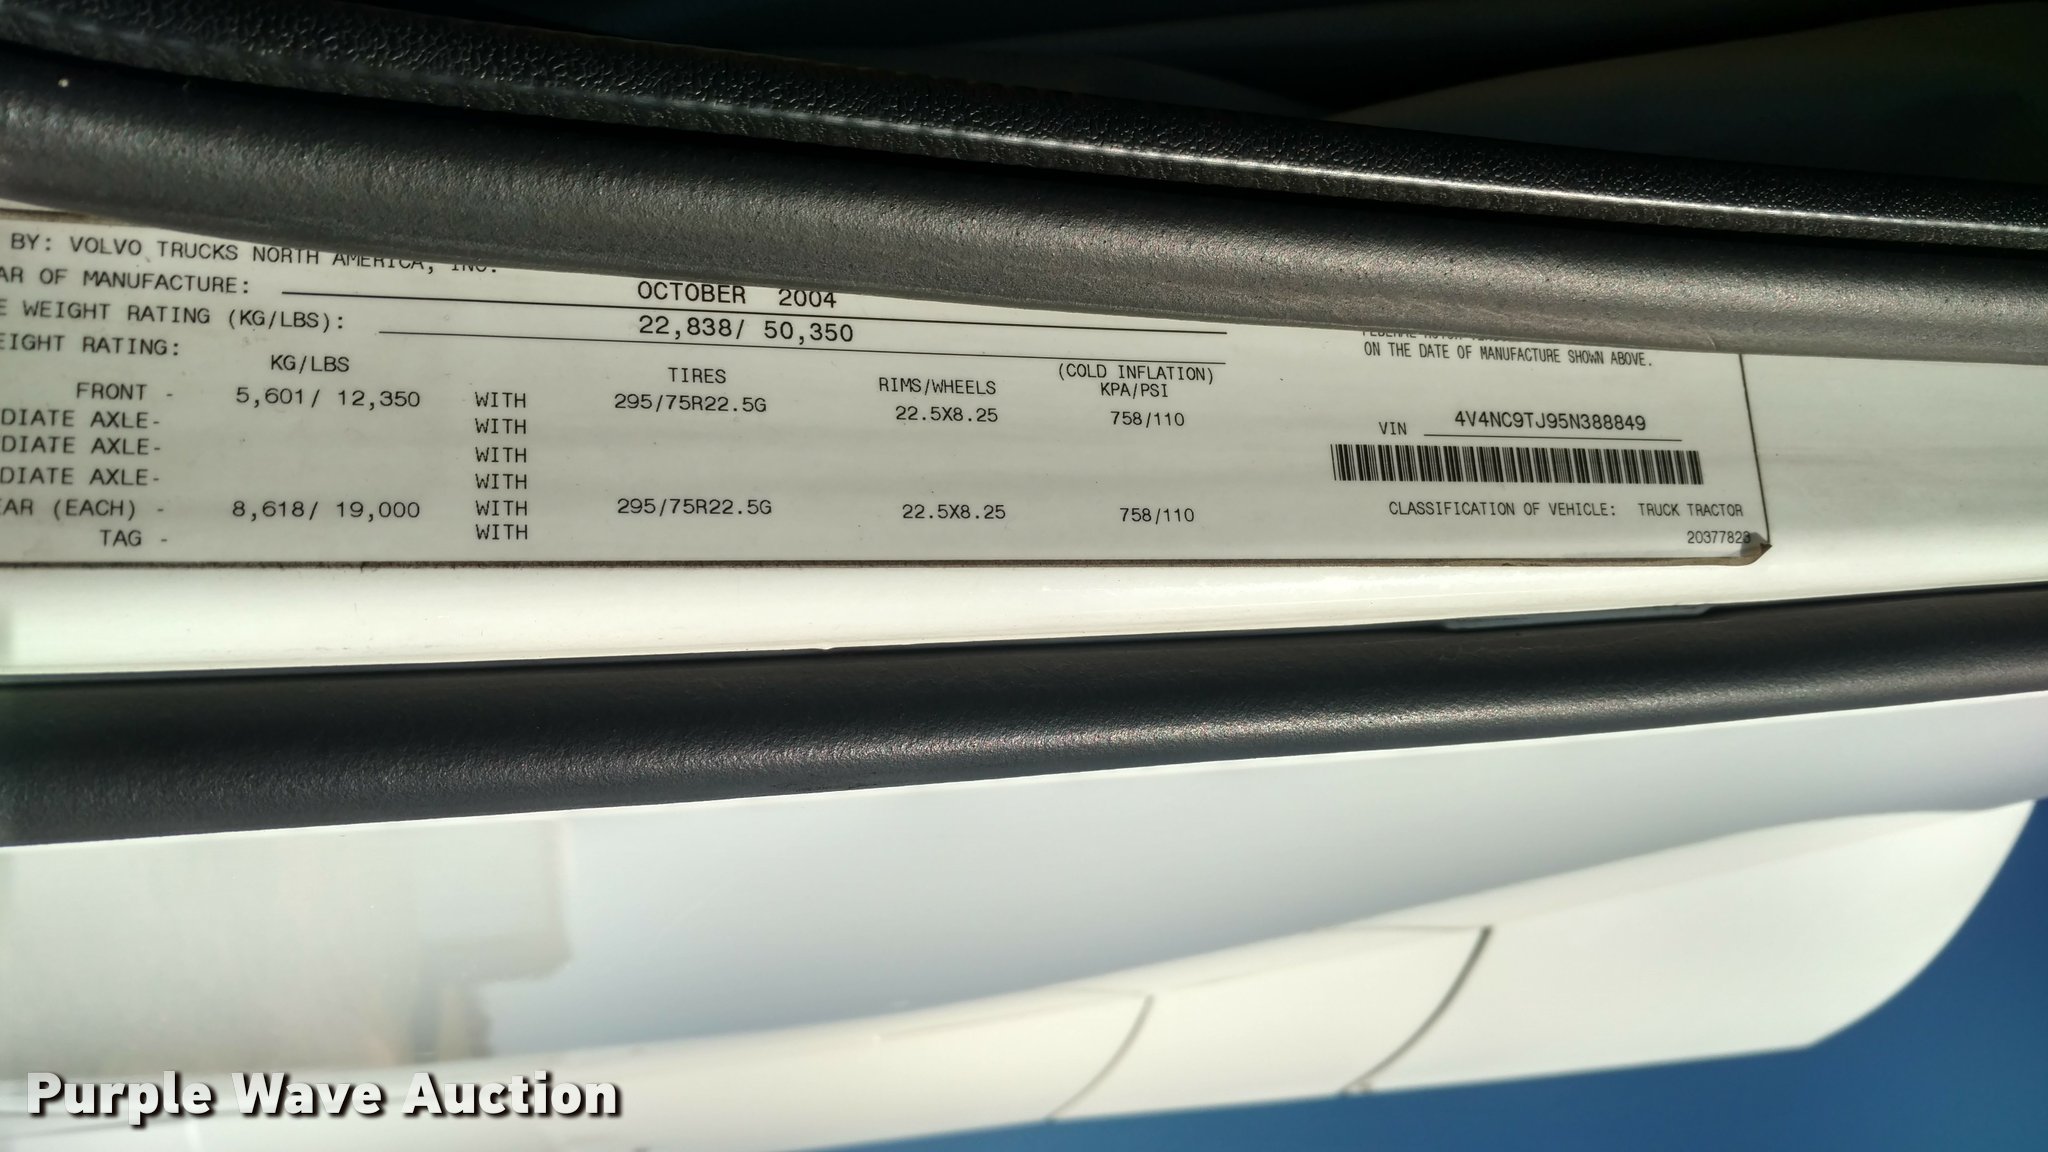 BY: VOLVO TRUCKS NORTH AMERICA, INC.
AR OF MANUFACTURE: OCTOBER 2004
E WEIGHT RATING (KG/LBS): 22,838/ 50,350
EIGHT RATING:
KG/LBS TIRES RIMS/WHEELS (COLD INFLATION) KPA/PSI
FRONT - 5,601/ 12,350 WITH 295/75R22.5G 22.5X8.25 758/110
DIATE AXLE- WITH
DIATE AXLE- WITH
DIATE AXLE- WITH
EAR (EACH) - 8,618/ 19,000 WITH 295/75R22.5G 22.5X8.25 758/110
TAG - WITH
FEDERAL MOTOR
ON THE DATE OF MANUFACTURE SHOWN ABOVE.
VIN 4V4NC9TJ95N388849
CLASSIFICATION OF VEHICLE: TRUCK TRACTOR
20377823
Purple Wave Auction